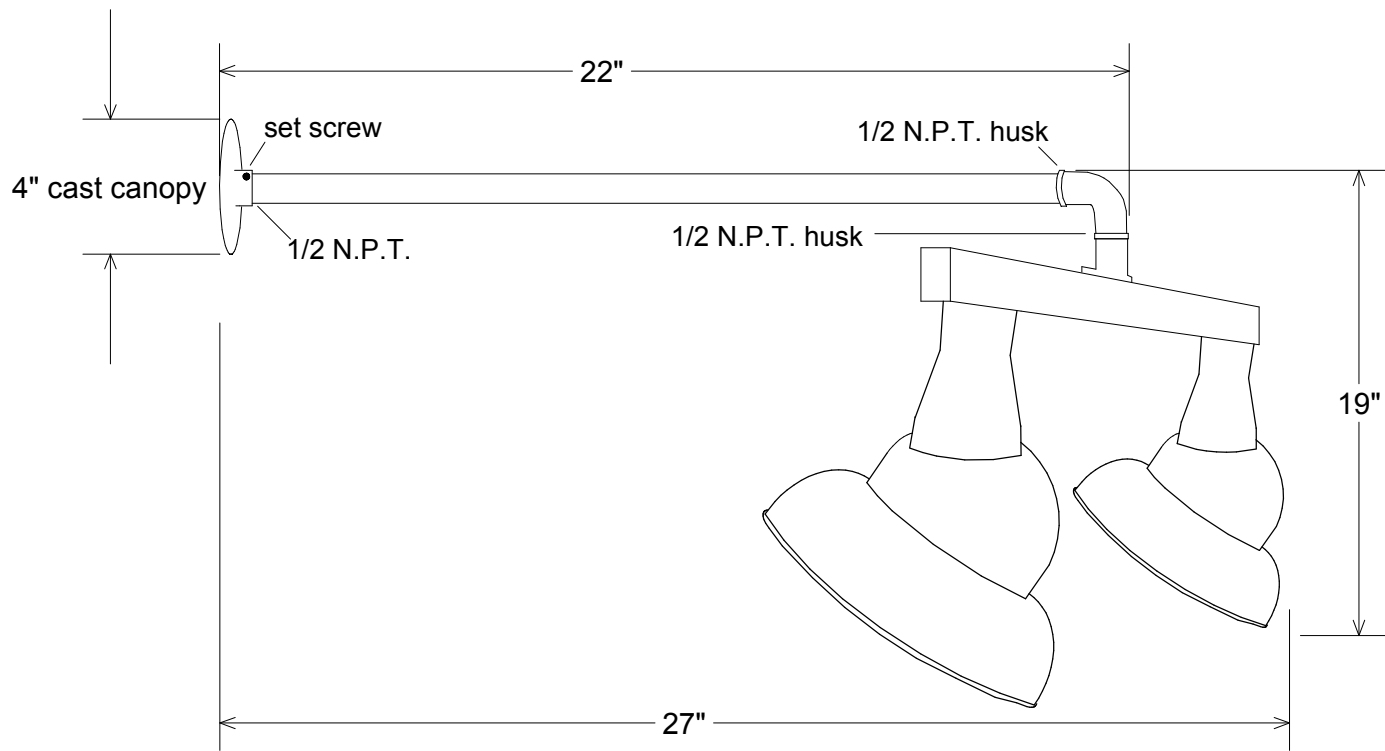 22"
set screw
1/2 N.P.T. husk
4" cast canopy
1/2 N.P.T.
1/2 N.P.T. husk
19"
27"